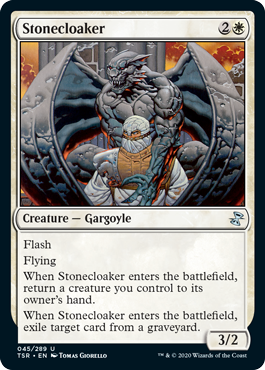 Stonecloaker 2
Creature — Gargoyle
Flash
Flying
When Stonecloaker enters the battlefield,
return a creature you control to its
owner's hand.
When Stonecloaker enters the battlefield,
exile target card from a graveyard.
3/2
045/289 U
TSR • EN Tomas Giorello
™ & © 2020 Wizards of the Coast